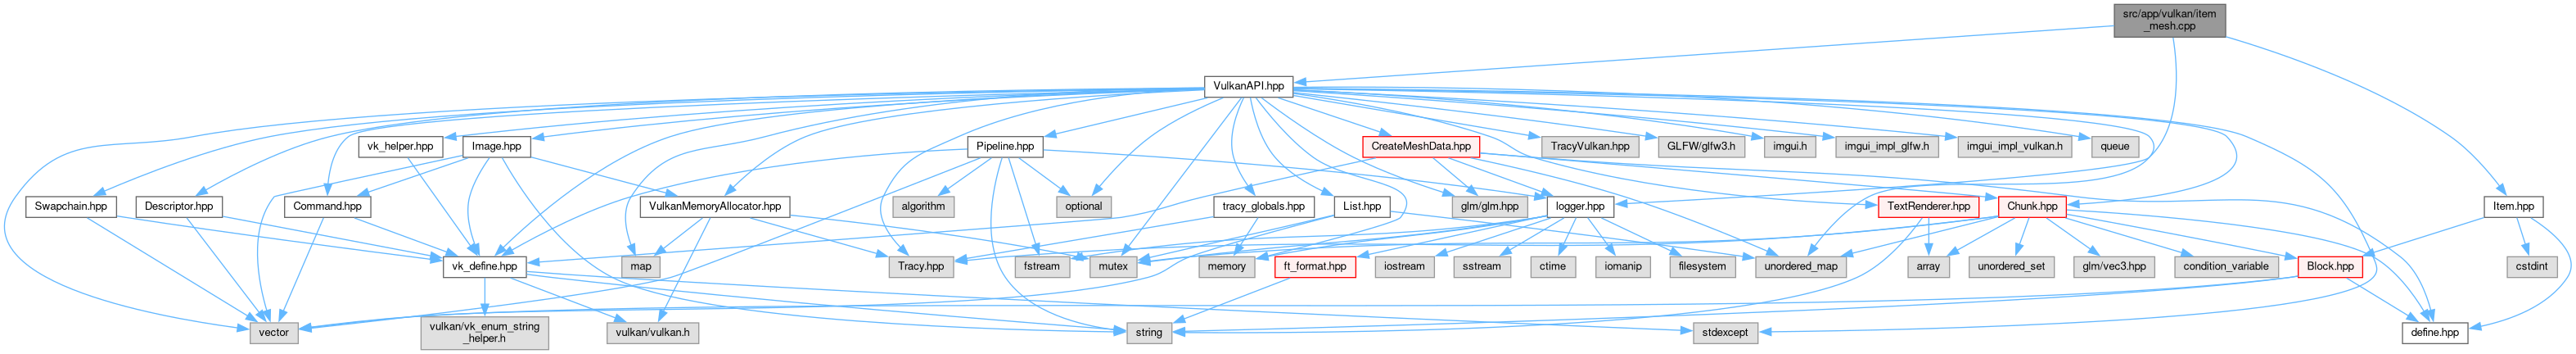 src/app/vulkan/item
_mesh.cpp
VulkanAPI.hpp
vk_helper.hpp
Image.hpp
Pipeline.hpp
CreateMeshData.hpp
TracyVulkan.hpp
GLFW/glfw3.h
imgui.h
imgui_impl_glfw.h
imgui_impl_vulkan.h
queue
Swapchain.hpp
Descriptor.hpp
Command.hpp
VulkanMemoryAllocator.hpp
algorithm
optional
tracy_globals.hpp
List.hpp
glm/glm.hpp
logger.hpp
TextRenderer.hpp
Chunk.hpp
Item.hpp
vk_define.hpp
map
Tracy.hpp
fstream
mutex
memory
ft_format.hpp
iostream
sstream
ctime
iomanip
filesystem
unordered_map
array
unordered_set
glm/vec3.hpp
condition_variable
Block.hpp
cstdint
vector
vulkan/vk_enum_string
_helper.h
vulkan/vulkan.h
string
stdexcept
define.hpp